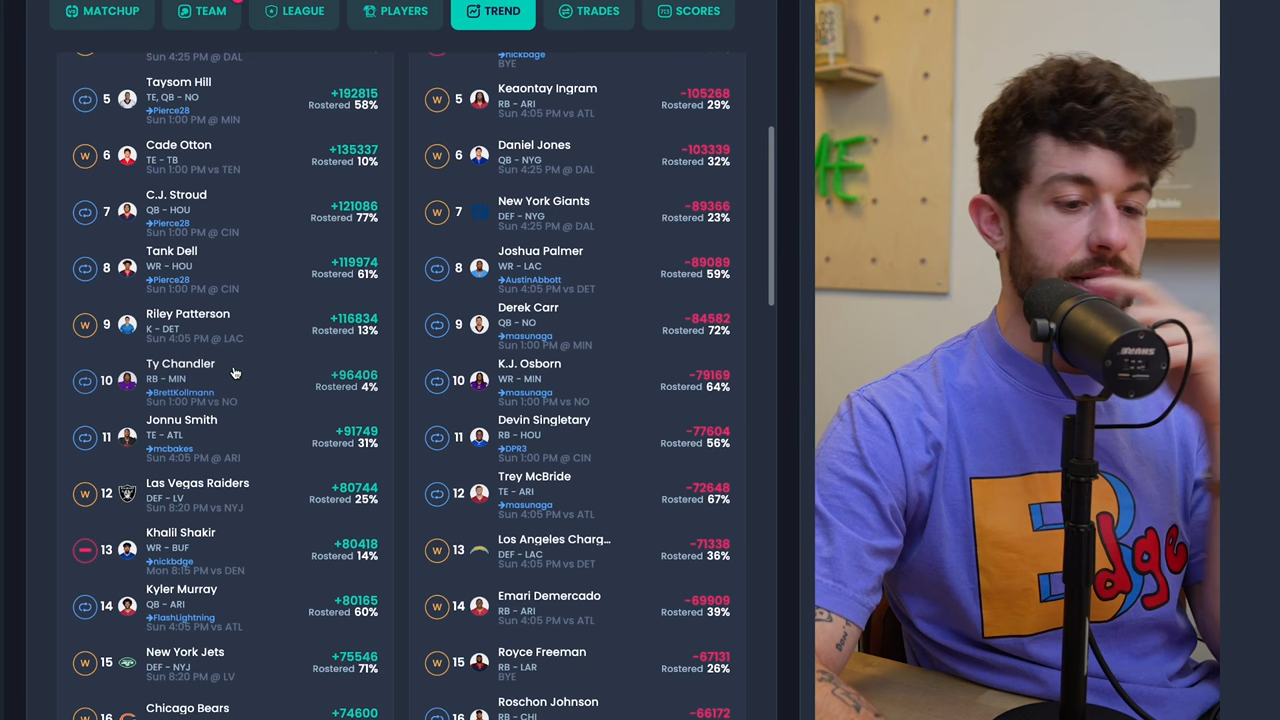 MATCHUP
TEAM
LEAGUE
PLAYERS
TREND
TRADES
SCORES
Sun 4:25 PM @ DAL
5
Taysom Hill
TE, QB - NO
Pierce28
Sun 1:00 PM @ MIN
+192815
Rostered 58%
W
6
Cade Otton
TE - TB
Sun 1:00 PM vs TEN
+135337
Rostered 10%
7
C.J. Stroud
QB - HOU
Pierce28
Sun 1:00 PM @ CIN
+121086
Rostered 77%
8
Tank Dell
WR - HOU
Pierce28
Sun 1:00 PM @ CIN
+119974
Rostered 61%
W
9
Riley Patterson
K - DET
Sun 4:05 PM @ LAC
+116834
Rostered 13%
10
Ty Chandler
RB - MIN
BrettKollmann
Sun 1:00 PM vs NO
+96406
Rostered 4%
11
Jonnu Smith
TE - ATL
mcbakes
Sun 4:05 PM @ ARI
+91749
Rostered 31%
W
12
Las Vegas Raiders
DEF - LV
Sun 8:20 PM vs NYJ
+80744
Rostered 25%
13
Khalil Shakir
WR - BUF
nickbdge
Mon 8:15 PM vs DEN
+80418
Rostered 14%
14
Kyler Murray
QB - ARI
FlashLightning
Sun 4:05 PM vs ATL
+80165
Rostered 60%
W
15
New York Jets
DEF - NYJ
Sun 8:20 PM @ LV
+75546
Rostered 71%
16
Chicago Bears
+74600
nickbdge
BYE
W
5
Keaontay Ingram
RB - ARI
Sun 4:05 PM vs ATL
-105268
Rostered 29%
W
6
Daniel Jones
QB - NYG
Sun 4:25 PM @ DAL
-103339
Rostered 32%
W
7
New York Giants
DEF - NYG
Sun 4:25 PM @ DAL
-89366
Rostered 23%
8
Joshua Palmer
WR - LAC
AustinAbbott
Sun 4:05 PM vs DET
-89089
Rostered 59%
9
Derek Carr
QB - NO
masunaga
Sun 1:00 PM @ MIN
-84582
Rostered 72%
10
K.J. Osborn
WR - MIN
masunaga
Sun 1:00 PM vs NO
-79169
Rostered 64%
11
Devin Singletary
RB - HOU
DPR3
Sun 1:00 PM @ CIN
-77604
Rostered 56%
12
Trey McBride
TE - ARI
masunaga
Sun 4:05 PM vs ATL
-72648
Rostered 67%
W
13
Los Angeles Charg...
DEF - LAC
Sun 4:05 PM vs DET
-71338
Rostered 36%
W
14
Emari Demercado
RB - ARI
Sun 4:05 PM vs ATL
-69909
Rostered 39%
W
15
Royce Freeman
RB - LAR
BYE
-67131
Rostered 26%
16
Roschon Johnson
RB - CHI
-66172
ME
SHURE
B
dge